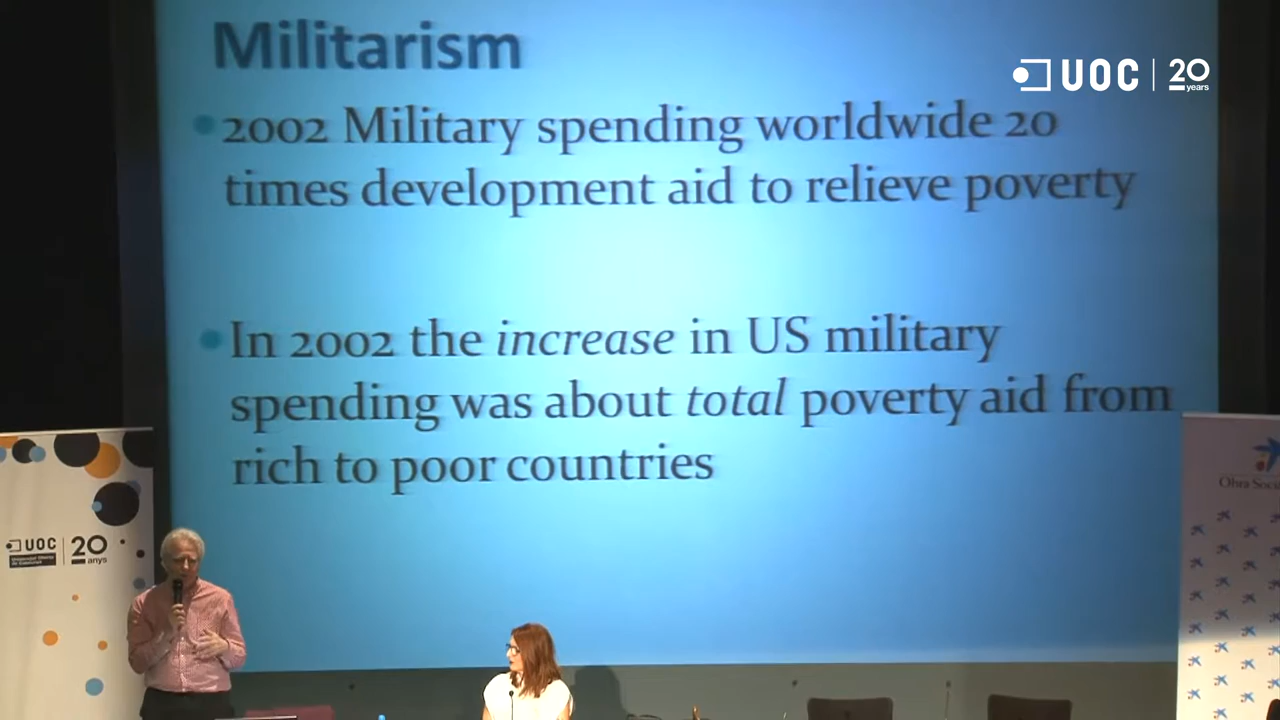 Militarism
UOC | 20 years
2002 Military spending worldwide 20
times development aid to relieve poverty
In 2002 the increase in US military
spending was about total poverty aid from
rich to poor countries
UOC | 20 anys
Obra Socia